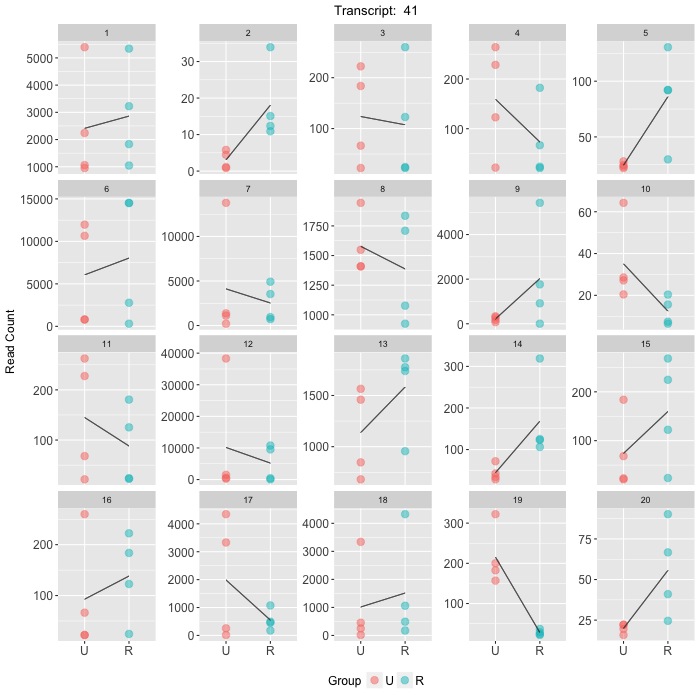 Transcript: 41
1 2 3 4 5
5000 4000 3000 2000 1000
30 20 10 0
200 100
200 100
100 50
6 7 8 9 10
15000 10000 5000 0
10000 5000 0
1750 1500 1250 1000
4000 2000 0
60 40 20
Read Count
11 12 13 14 15
200 100
40000 30000 20000 10000 0
1500 1000
300 200 100
200 100
16 17 18 19 20
200 100
4000 3000 2000 1000 0
4000 3000 2000 1000 0
300 200 100
75 50 25
U R U R U R U R U R
Group U R